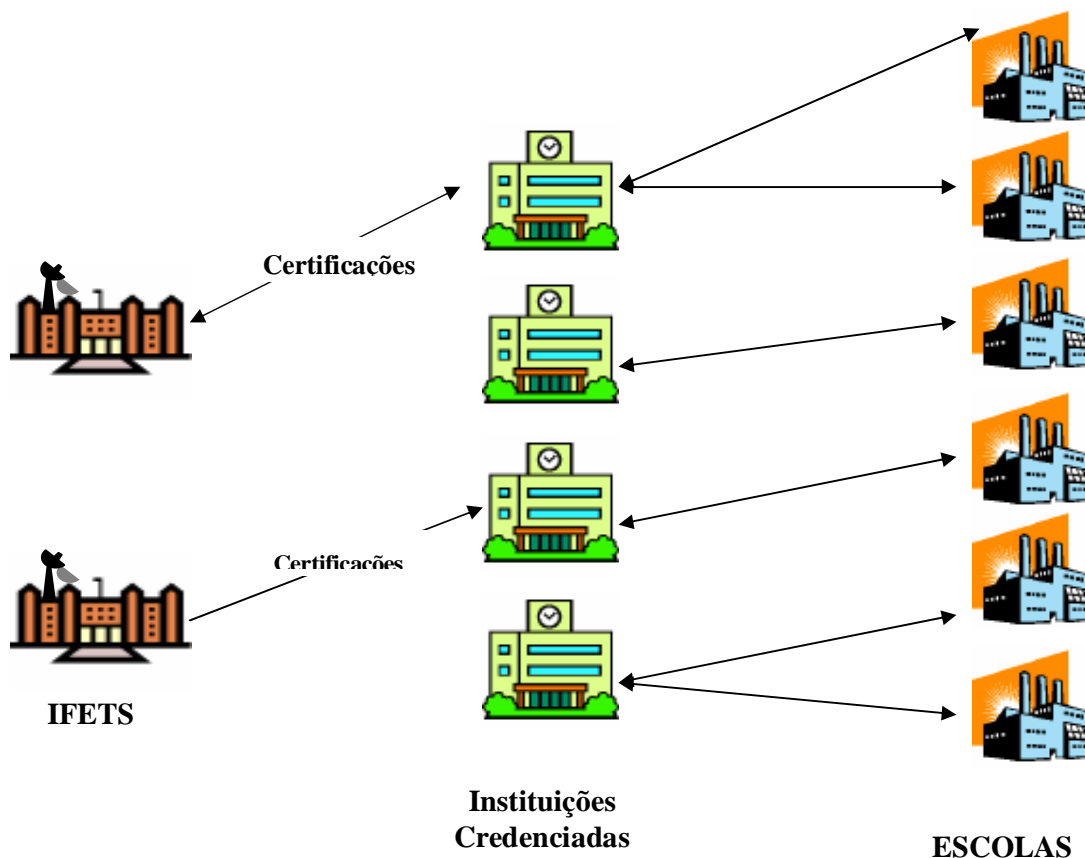 Certificações
Certificações
IFETS
Instituições
Credenciadas
ESCOLAS